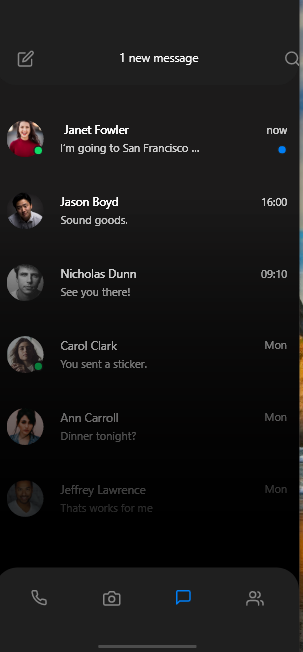 1 new message
Janet Fowler
now
I'm going to San Francisco ...
Jason Boyd
16:00
Sound goods.
Nicholas Dunn
09:10
See you there!
Carol Clark
Mon
You sent a sticker.
Ann Carroll
Mon
Dinner tonight?
Jeffrey Lawrence
Mon
Thats works for me